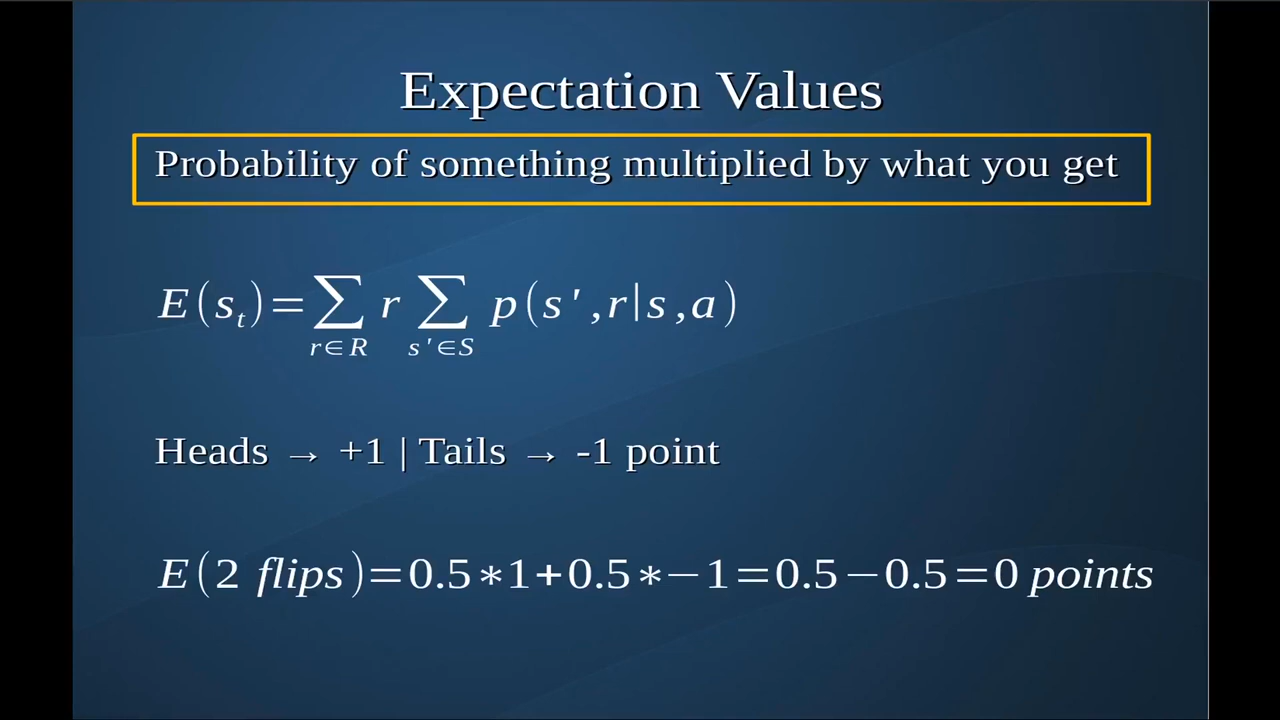 Expectation Values
Probability of something multiplied by what you get
E(s_t)=∑_{r∈R} r ∑_{s'∈S} p(s',r|s,a)
Heads → +1 | Tails → -1 point
E(2 flips)=0.5∗1+0.5∗−1=0.5−0.5=0 points